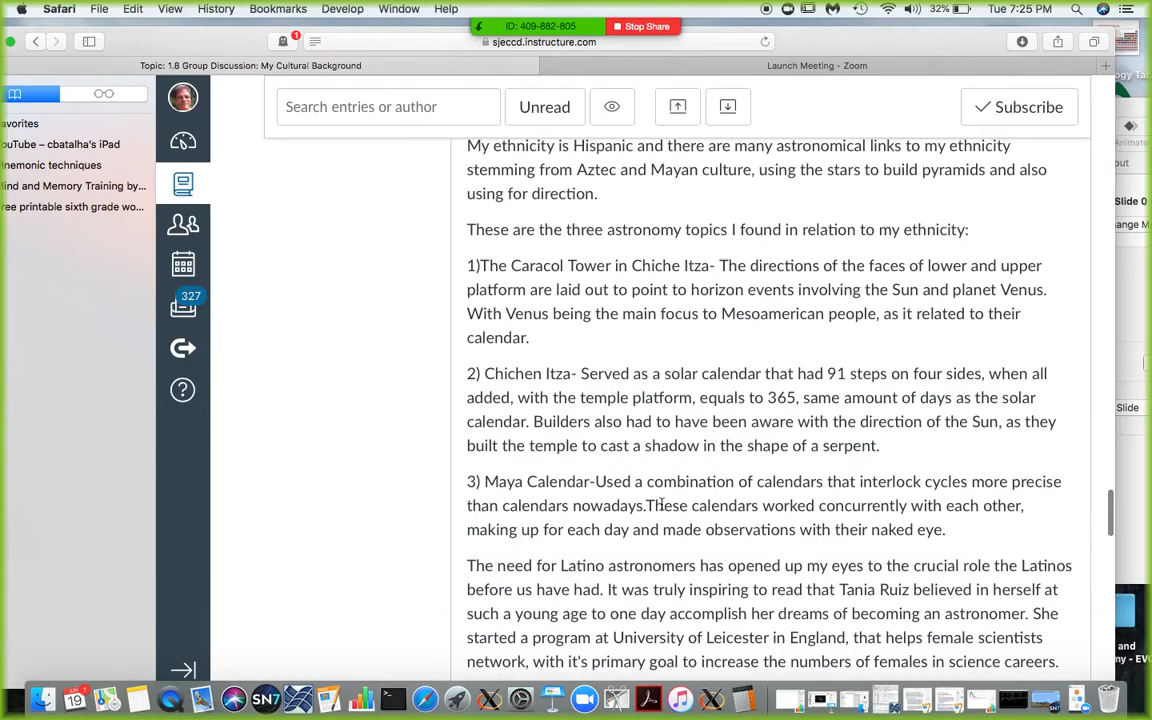 Safari File Edit View History Bookmarks Develop Window Help 32% Tue 7:25 PM
ID: 409-882-805 Stop Share
sjeccd.instructure.com
Topic: 1.8 Group Discussion: My Cultural Background Launch Meeting - Zoom
Search entries or author Unread Subscribe
avorites
ouTube – cbatalha's iPad
nemonic techniques
ind and Memory Training by...
ree printable sixth grade wo...
327
My ethnicity is Hispanic and there are many astronomical links to my ethnicity
stemming from Aztec and Mayan culture, using the stars to build pyramids and also
using for direction.
These are the three astronomy topics I found in relation to my ethnicity:
1)The Caracol Tower in Chiche Itza- The directions of the faces of lower and upper
platform are laid out to point to horizon events involving the Sun and planet Venus.
With Venus being the main focus to Mesoamerican people, as it related to their
calendar.
2) Chichen Itza- Served as a solar calendar that had 91 steps on four sides, when all
added, with the temple platform, equals to 365, same amount of days as the solar
calendar. Builders also had to have been aware with the direction of the Sun, as they
built the temple to cast a shadow in the shape of a serpent.
3) Maya Calendar-Used a combination of calendars that interlock cycles more precise
than calendars nowadays.These calendars worked concurrently with each other,
making up for each day and made observations with their naked eye.
The need for Latino astronomers has opened up my eyes to the crucial role the Latinos
before us have had. It was truly inspiring to read that Tania Ruiz believed in herself at
such a young age to one day accomplish her dreams of becoming an astronomer. She
started a program at University of Leicester in England, that helps female scientists
network, with it's primary goal to increase the numbers of females in science careers.
ogy Tab
Animate
out
Slide 0
ange M
Slide
and
my - EVO
JUN
19
SN7